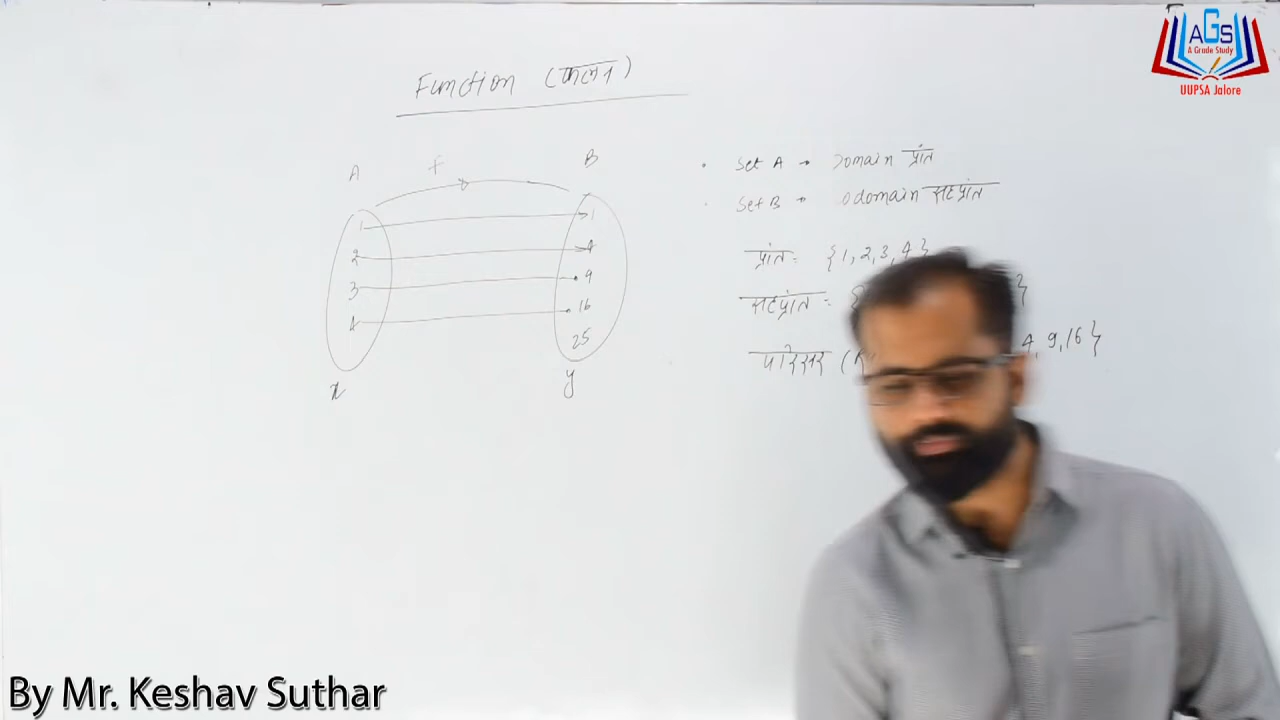 AGS
A Grade Study
UUPSA Jalore
Function (फलन)
A f B
1 1
2 4
3 9
4 16
25
x y
• Set A → Domain प्रांत
• Set B → odomain सहप्रांत
प्रांत = {1, 2, 3, 4}
सहप्रांत = { }
परिसर ( 4, 9, 16}
By Mr. Keshav Suthar